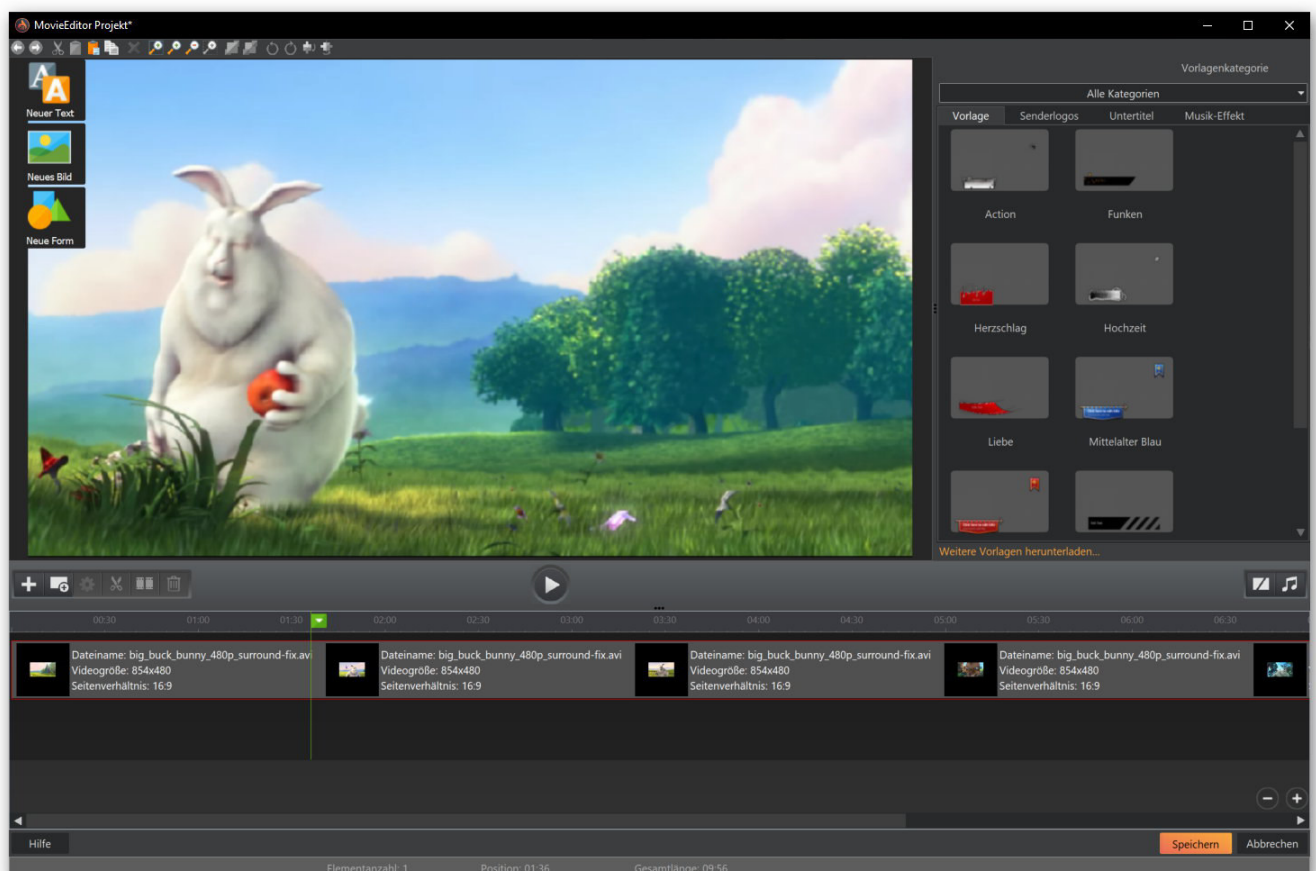 MovieEditor Projekt*
Vorlagenkategorie
Alle Kategorien
Vorlage Senderlogos Untertitel Musik-Effekt
Neuer Text
Neues Bild
Neue Form
Action Funken
Herzschlag Hochzeit
Liebe Mittelalter Blau
Weitere Vorlagen herunterladen...
00:30 01:00 01:30 02:00 02:30 03:00 03:30 04:00 04:30 05:00 05:30 06:00 06:30
Dateiname: big_buck_bunny_480p_surround-fix.avi Dateiname: big_buck_bunny_480p_surround-fix.avi Dateiname: big_buck_bunny_480p_surround-fix.avi Dateiname: big_buck_bunny_480p_surround-fix.avi
Videogröße: 854x480 Videogröße: 854x480 Videogröße: 854x480 Videogröße: 854x480
Seitenverhältnis: 16:9 Seitenverhältnis: 16:9 Seitenverhältnis: 16:9 Seitenverhältnis: 16:9
Hilfe Speichern Abbrechen
Elementanzahl: 1 Position: 01:36 Gesamtlänge: 09:56